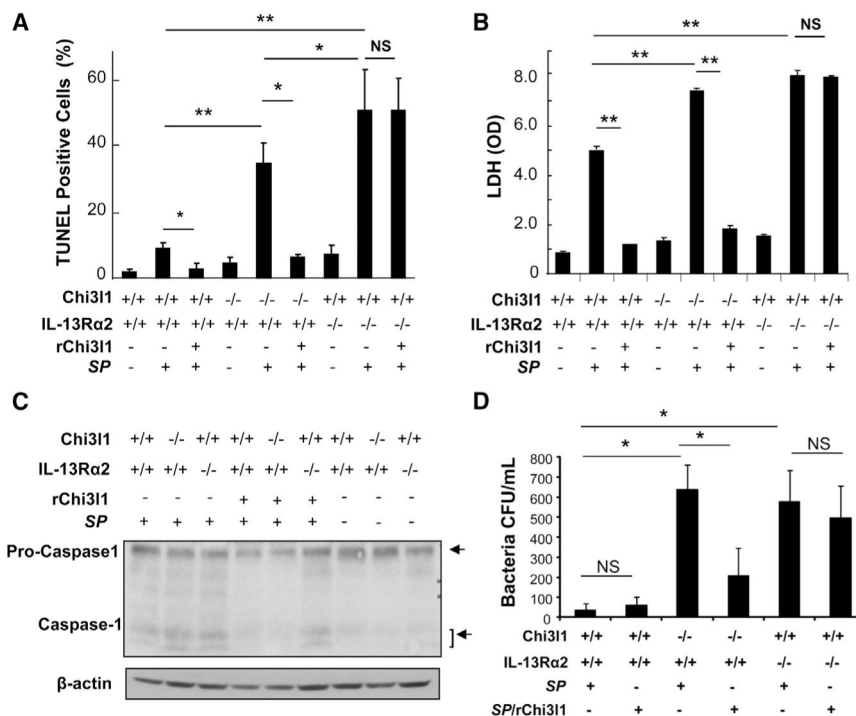 A
TUNEL Positive Cells (%)
60
40
20
0
** 
* NS
*
**
*
Chi3l1 +/+ +/+ +/+ -/- -/- -/- +/+ +/+ +/+
IL-13Rα2 +/+ +/+ +/+ +/+ +/+ +/+ -/- -/- -/-
rChi3l1 + + +
SP - + + - + + - + +
B
LDH (OD)
8.0
6.0
4.0
2.0
0
** NS
** **
**
Chi3l1 +/+ +/+ +/+ -/- -/- -/- +/+ +/+ +/+
IL-13Rα2 +/+ +/+ +/+ +/+ +/+ +/+ -/- -/- -/-
rChi3l1 + + +
SP - + + - + + - + +
C
Chi3l1 +/+ -/- +/+ +/+ -/- +/+ +/+ -/- +/+
IL-13Rα2 +/+ +/+ -/- +/+ +/+ -/- +/+ +/+ -/-
rChi3l1 - - - + + + - - -
SP + + + + + + - - -
Pro-Caspase1
Caspase-1
β-actin
D
Bacteria CFU/mL
800
700
600
500
400
300
200
100
0
*
* * NS
NS
Chi3l1 +/+ +/+ -/- -/- +/+ +/+
IL-13Rα2 +/+ +/+ +/+ +/+ -/- -/-
SP + - + - + -
SP/rChi3l1 - + - + - +